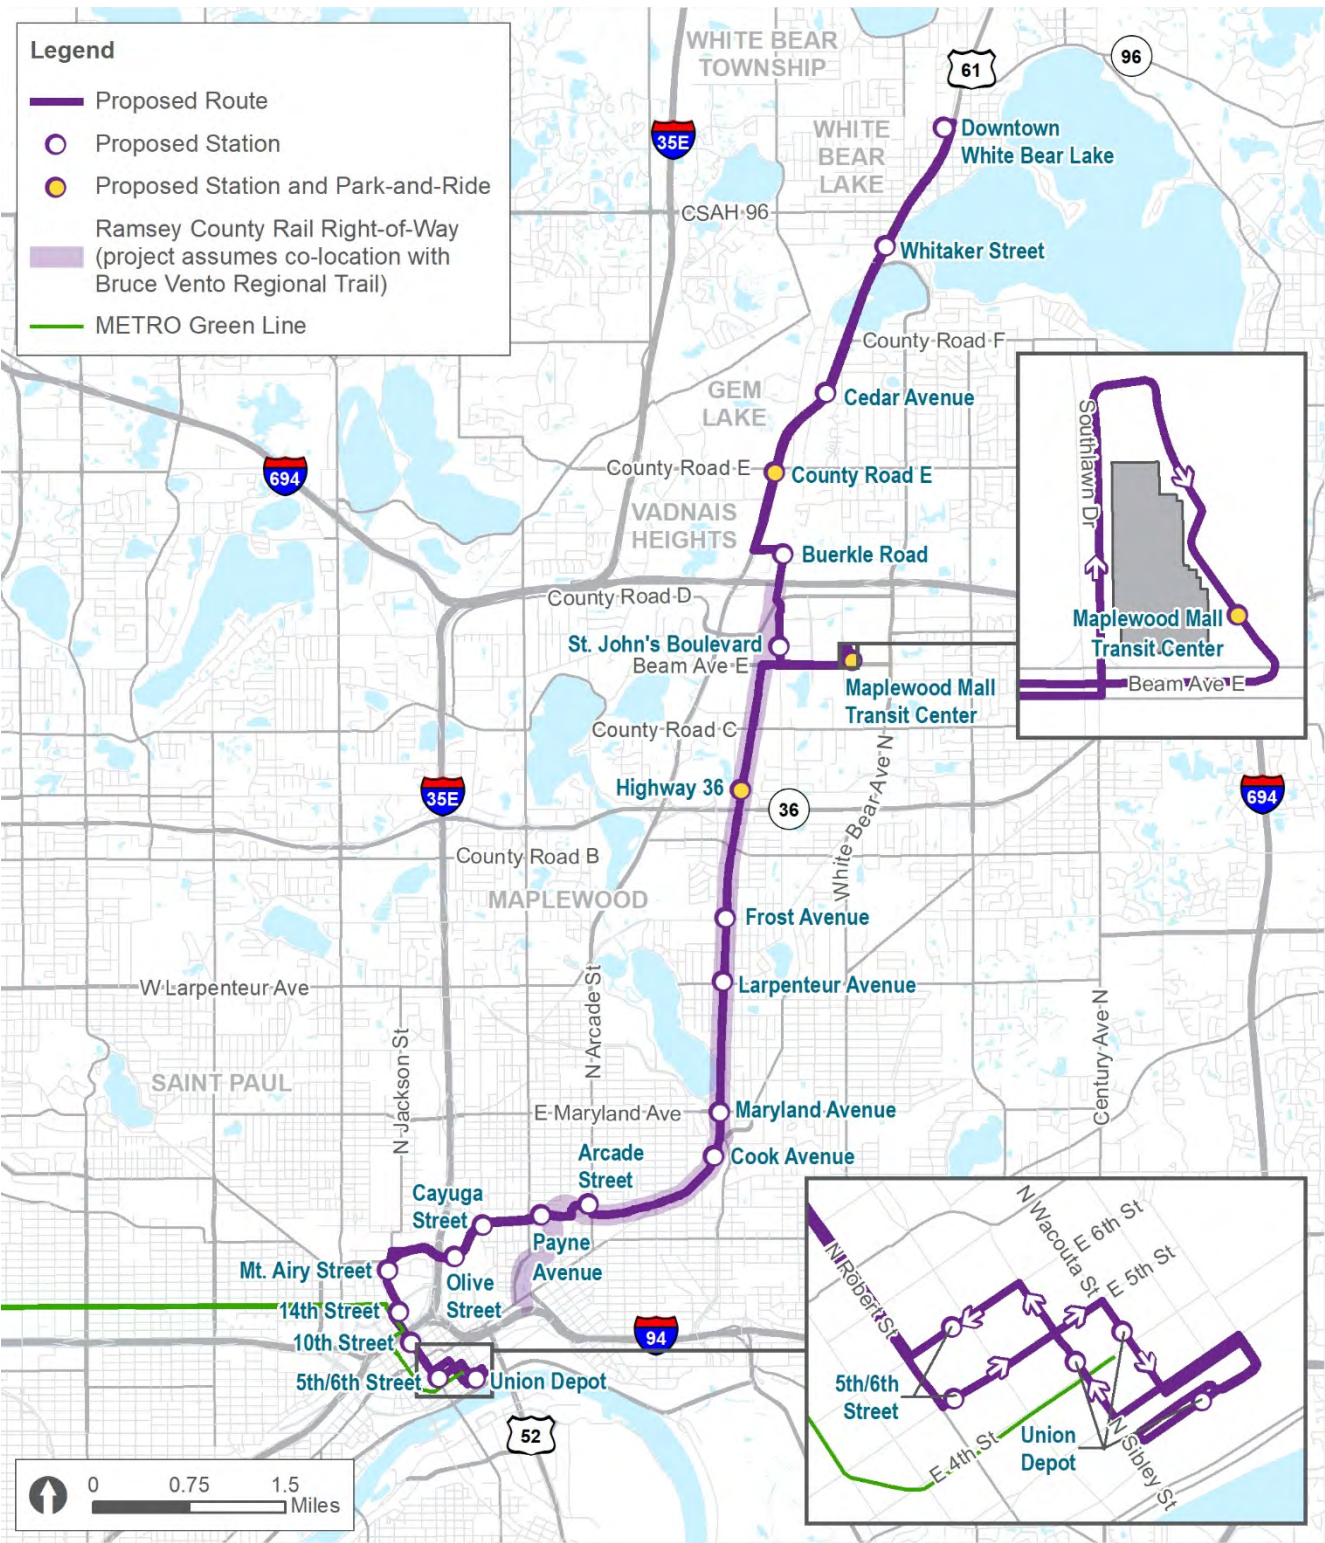 Legend
Proposed Route
Proposed Station
Proposed Station and Park-and-Ride
Ramsey County Rail Right-of-Way
(project assumes co-location with
Bruce Vento Regional Trail)
METRO Green Line
WHITE BEAR
TOWNSHIP
61
96
35E
WHITE
BEAR
LAKE
Downtown
White Bear Lake
CSAH 96
Whitaker Street
County Road F
GEM
LAKE
Cedar Avenue
694
County Road E
County Road E
VADNAIS
HEIGHTS
Buerkle Road
County Road D
St. John's Boulevard
Beam Ave E
Maplewood Mall
Transit Center
County Road C
Southlawn Dr
Maplewood Mall
Transit Center
Beam Ave E
35E
Highway 36
36
694
White Bear Ave N
County Road B
MAPLEWOOD
Frost Avenue
W Larpenteur Ave
Larpenteur Avenue
N Arcade St
N Jackson St
Century Ave N
SAINT PAUL
E Maryland Ave
Maryland Avenue
Arcade
Street
Cook Avenue
Cayuga
Street
Payne
Avenue
Mt. Airy Street
Olive
Street
14th Street
10th Street
94
5th/6th Street
Union Depot
52
N Robert St
N Wacouta St
E 6th St
E 5th St
5th/6th
Street
E 4th St
Union
Depot
N Sibley St
0 0.75 1.5
Miles